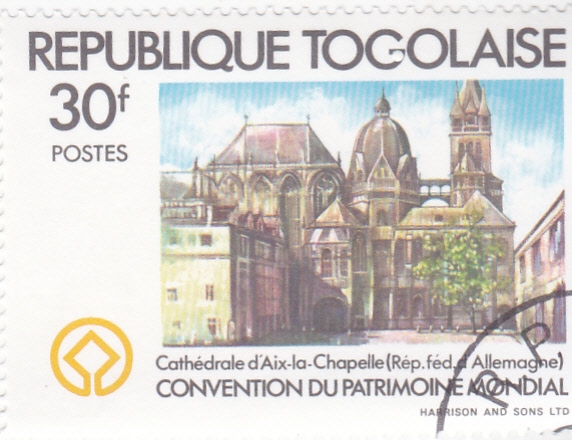 REPUBLIQUE TOGOLAISE
30f
POSTES
Cathédrale d'Aix-la-Chapelle (Rép. féd. d'Allemagne)
CONVENTION DU PATRIMOINE MONDIAL
HARRISON AND SONS LTD
R.P